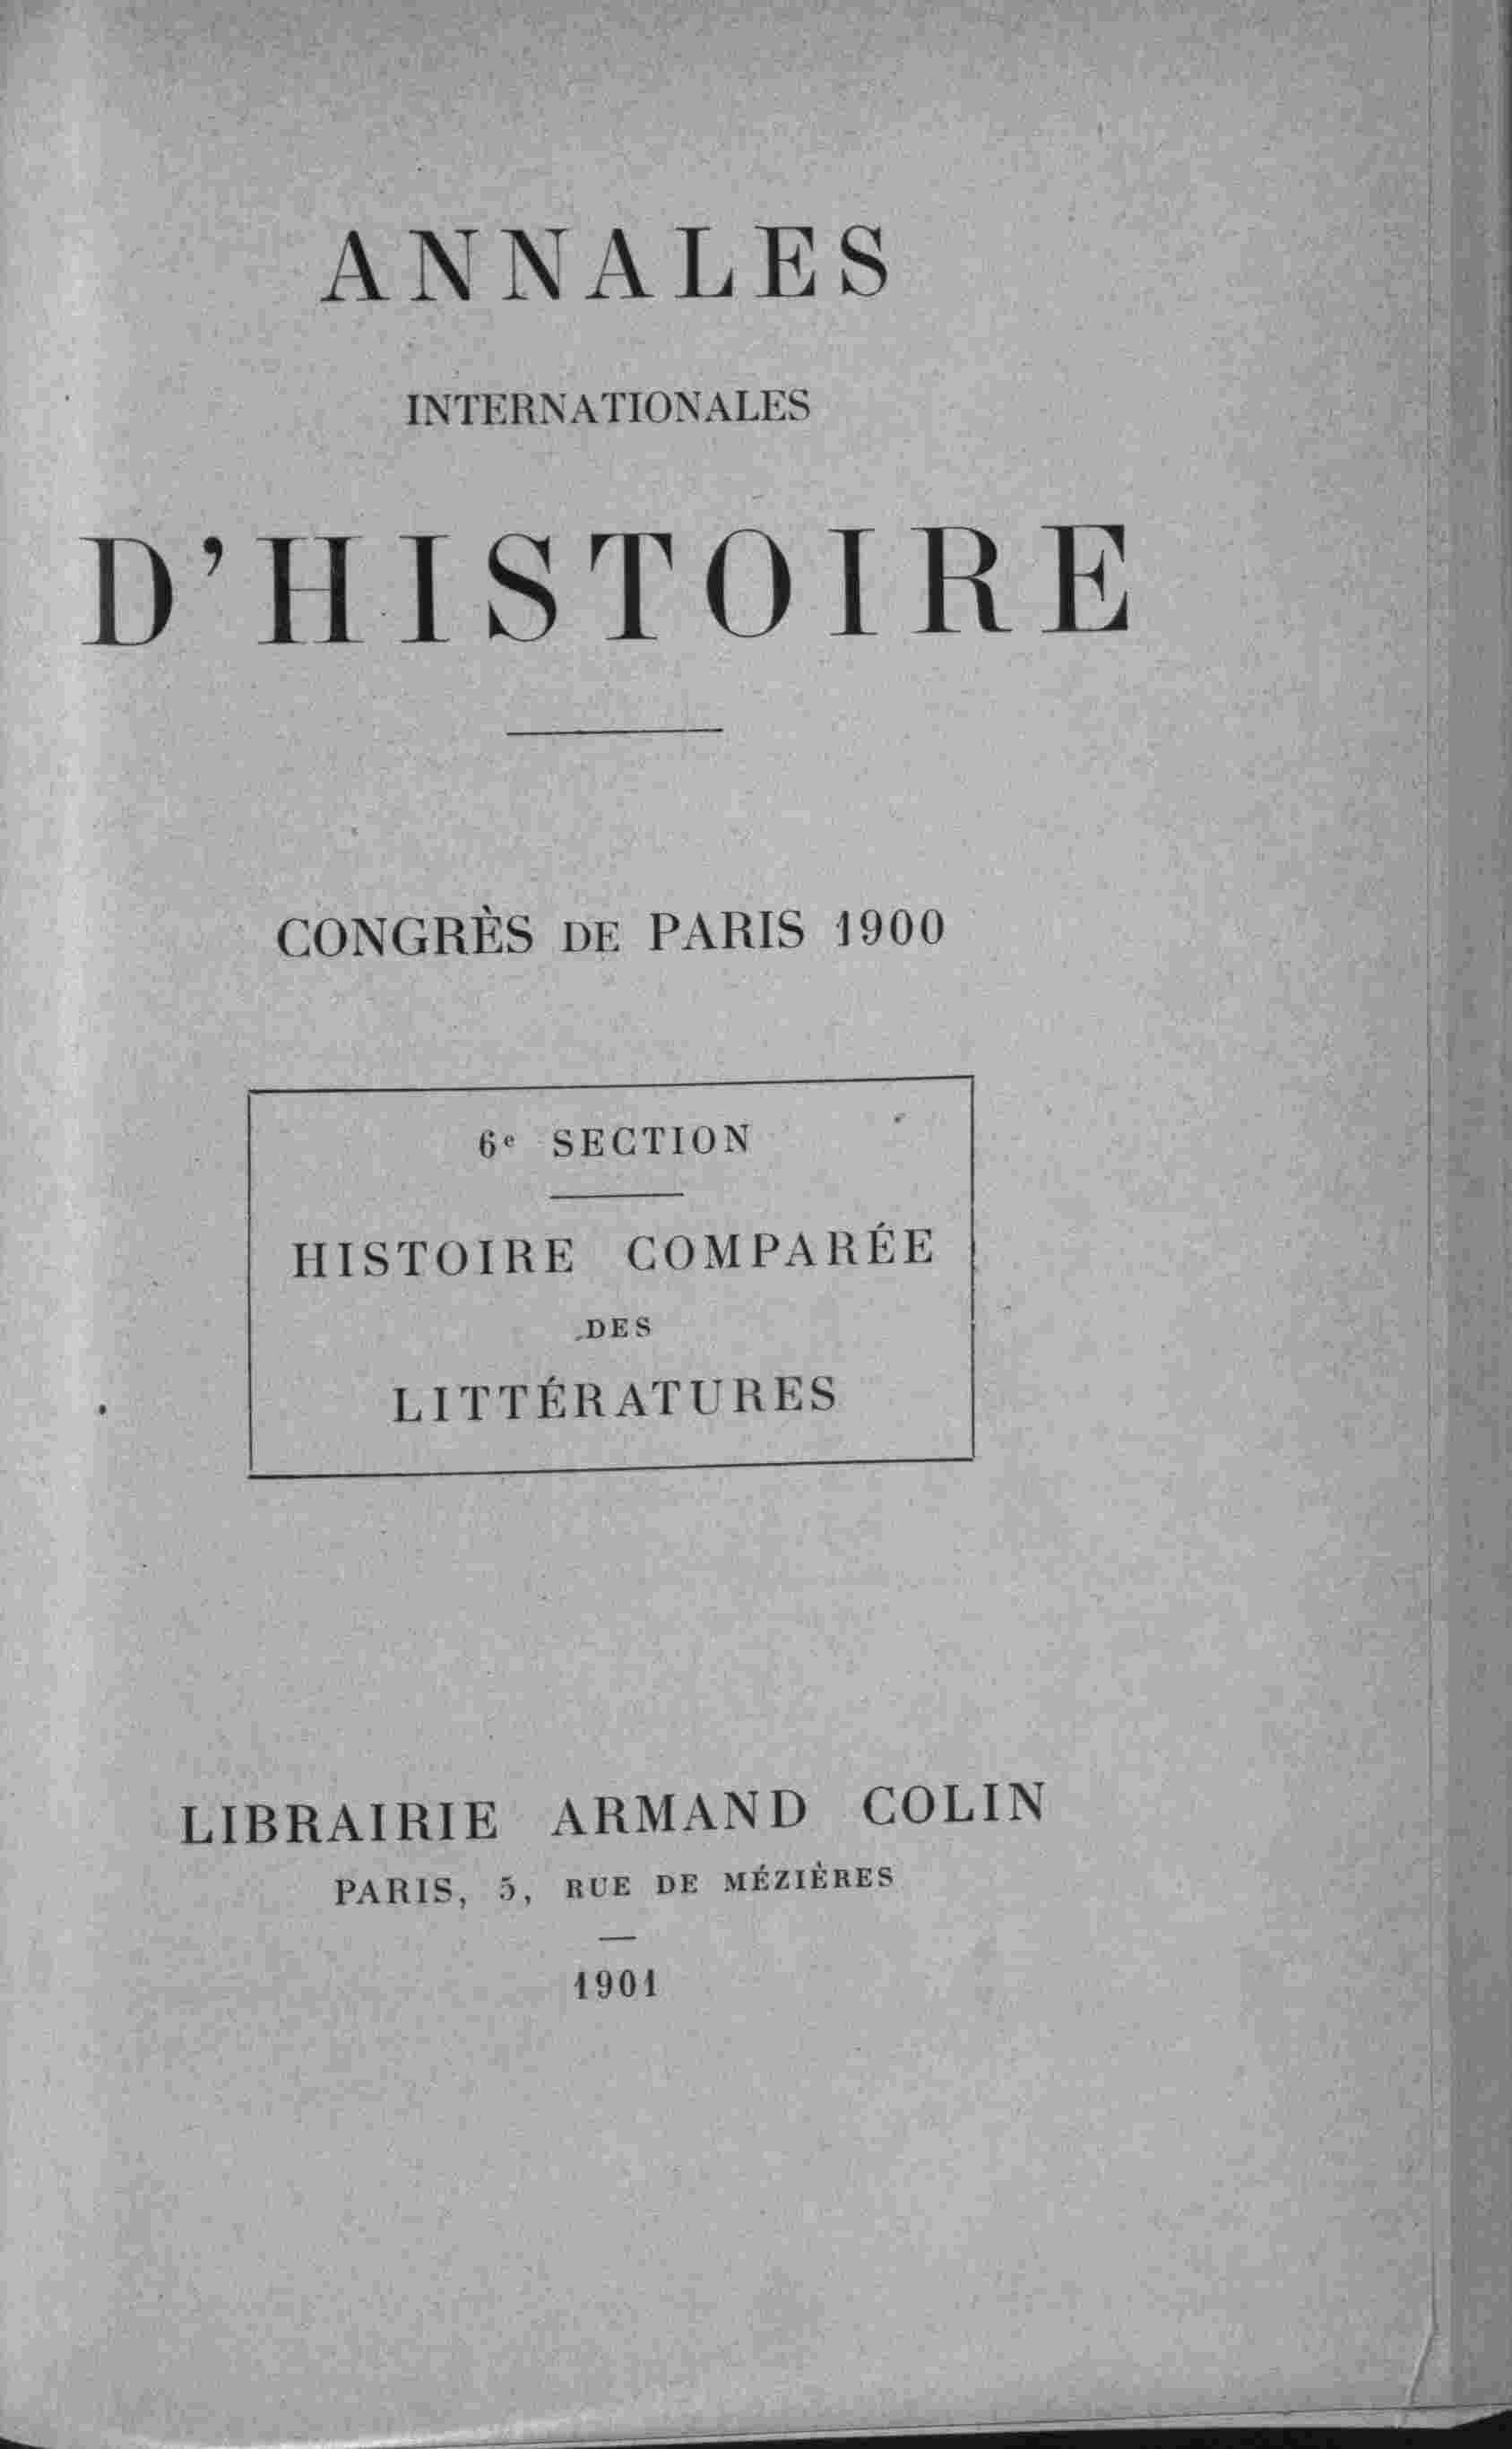 ANNALES
INTERNATIONALES
D'HISTOIRE
CONGRÈS DE PARIS 1900
6e SECTION
HISTOIRE COMPARÉE
DES
LITTÉRATURES
LIBRAIRIE ARMAND COLIN
PARIS, 5, RUE DE MÉZIÈRES
1901